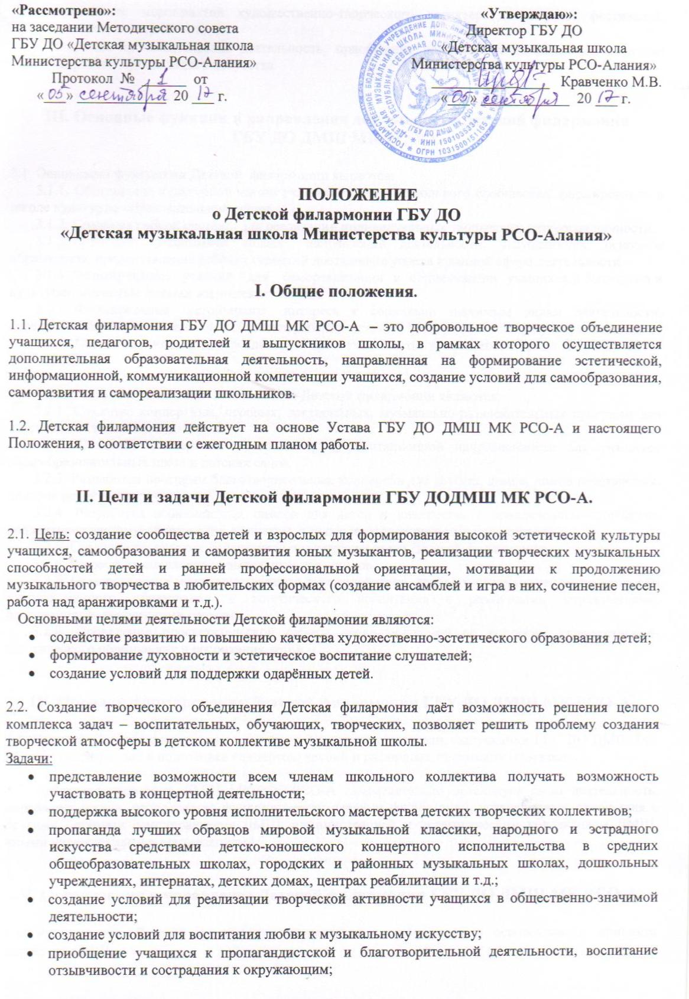 «Рассмотрено»:
на заседании Методического совета
ГБУ ДО «Детская музыкальная школа
Министерства культуры РСО-Алания»
Протокол № 1 от
«05» сентября 2017 г.
«Утверждаю»:
Директор ГБУ ДО
«Детская музыкальная школа
Министерства культуры РСО-Алания»
Кравченко М.В.
«05» сентября 2017 г.
ИНН 1501035334
ОГРН 1031500151165
ПОЛОЖЕНИЕ
о Детской филармонии ГБУ ДО
«Детская музыкальная школа Министерства культуры РСО-Алания»
I. Общие положения.
1.1. Детская филармония ГБУ ДО ДМШ МК РСО-А – это добровольное творческое объединение
учащихся, педагогов, родителей и выпускников школы, в рамках которого осуществляется
дополнительная образовательная деятельность, направленная на формирование эстетической,
информационной, коммуникационной компетенции учащихся, создание условий для самообразования,
саморазвития и самореализации школьников.
1.2. Детская филармония действует на основе Устава ГБУ ДО ДМШ МК РСО-А и настоящего
Положения, в соответствии с ежегодным планом работы.
II. Цели и задачи Детской филармонии ГБУ ДОДМШ МК РСО-А.
2.1. Цель: создание сообщества детей и взрослых для формирования высокой эстетической культуры
учащихся, самообразования и саморазвития юных музыкантов, реализации творческих музыкальных
способностей детей и ранней профессиональной ориентации, мотивации к продолжению
музыкального творчества в любительских формах (создание ансамблей и игра в них, сочинение песен,
работа над аранжировками и т.д.).
Основными целями деятельности Детской филармонии являются:
• содействие развитию и повышению качества художественно-эстетического образования детей;
• формирование духовности и эстетическое воспитание слушателей;
• создание условий для поддержки одарённых детей.
2.2. Создание творческого объединения Детская филармония даёт возможность решения целого
комплекса задач – воспитательных, обучающих, творческих, позволяет решить проблему создания
творческой атмосферы в детском коллективе музыкальной школы.
Задачи:
• представление возможности всем членам школьного коллектива получать возможность
участвовать в концертной деятельности;
• поддержка высокого уровня исполнительского мастерства детских творческих коллективов;
• пропаганда лучших образцов мировой музыкальной классики, народного и эстрадного
искусства средствами детско-юношеского концертного исполнительства в средних
общеобразовательных школах, городских и районных музыкальных школах, дошкольных
учреждениях, интернатах, детских домах, центрах реабилитации и т.д.;
• создание условий для реализации творческой активности учащихся в общественно-значимой
деятельности;
• создание условий для воспитания любви к музыкальному искусству;
• приобщение учащихся к пропагандистской и благотворительной деятельности, воспитание
отзывчивости и сострадания к окружающим;